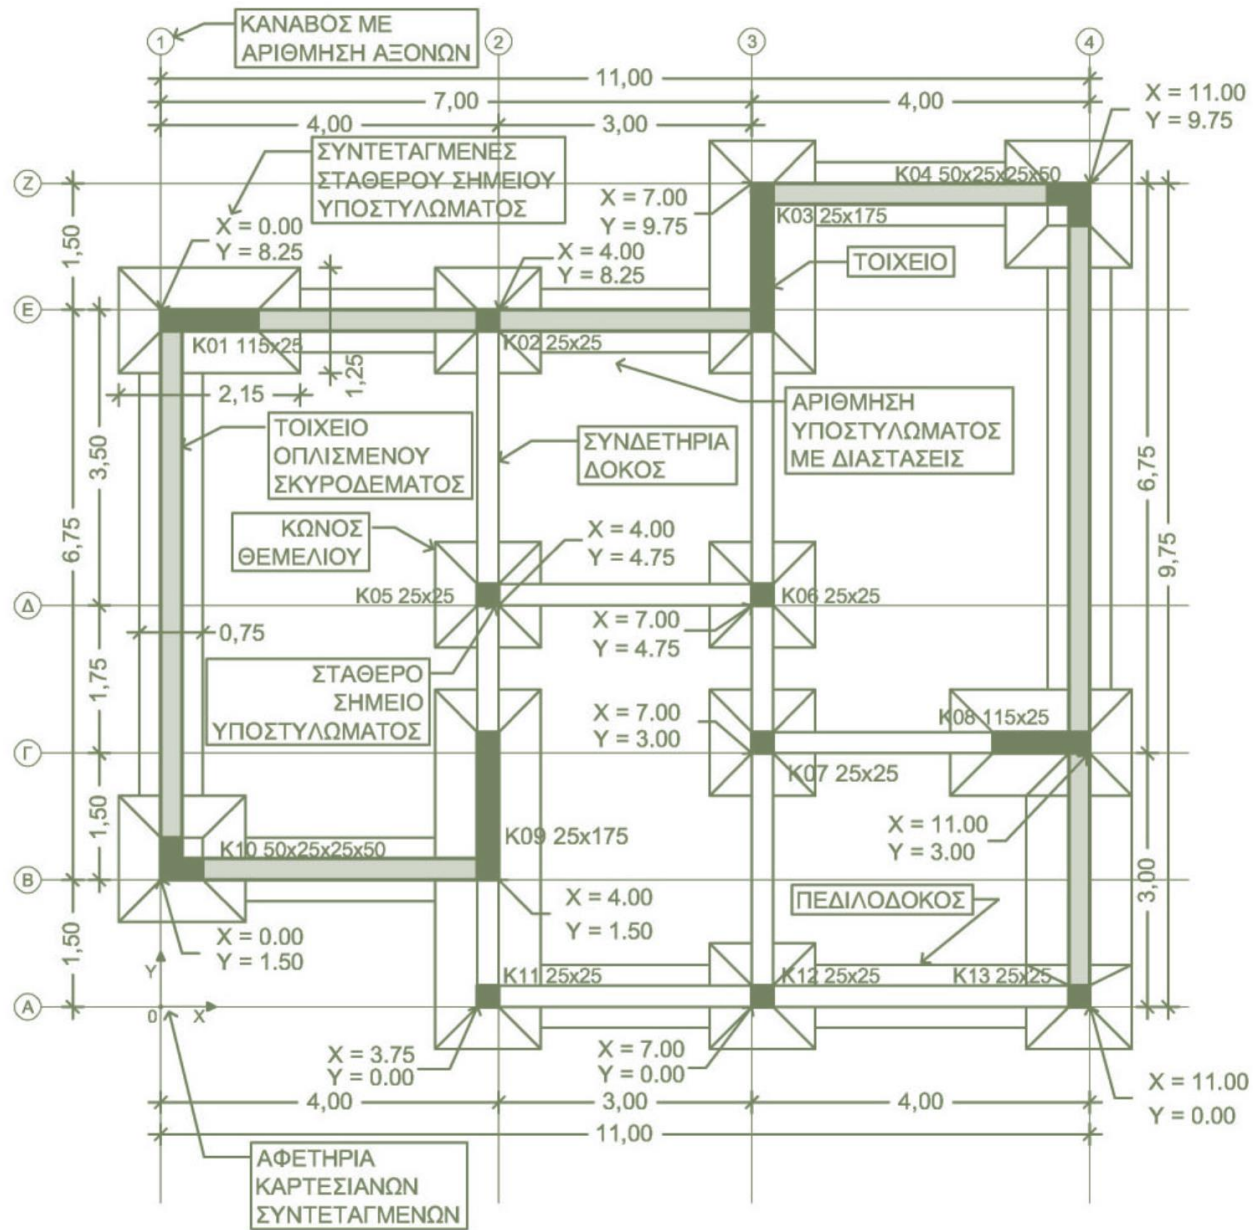 ΚΑΝΑΒΟΣ ΜΕ
ΑΡΙΘΜΗΣΗ ΑΞΟΝΩΝ
1
2
3
4
11,00
7,00
4,00
4,00
3,00
X = 11.00
Y = 9.75
ΣΥΝΤΕΤΑΓΜΕΝΕΣ
ΣΤΑΘΕΡΟΥ ΣΗΜΕΙΟΥ
ΥΠΟΣΤΥΛΩΜΑΤΟΣ
Z
K04 50x25x25x50
X = 7.00
Y = 9.75
K03 25x175
X = 0.00
Y = 8.25
X = 4.00
Y = 8.25
ΤΟΙΧΕΙΟ
1,50
E
K01 115x25
K02 25x25
1,25
2,15
ΑΡΙΘΜΗΣΗ
ΥΠΟΣΤΥΛΩΜΑΤΟΣ
ΜΕ ΔΙΑΣΤΑΣΕΙΣ
ΤΟΙΧΕΙΟ
ΟΠΛΙΣΜΕΝΟΥ
ΣΚΥΡΟΔΕΜΑΤΟΣ
ΣΥΝΔΕΤΗΡΙΑ
ΔΟΚΟΣ
3,50
6,75
6,75
9,75
ΚΩΝΟΣ
ΘΕΜΕΛΙΟΥ
X = 4.00
Y = 4.75
Δ
K05 25x25
K06 25x25
X = 7.00
Y = 4.75
0,75
ΣΤΑΘΕΡΟ
ΣΗΜΕΙΟ
ΥΠΟΣΤΥΛΩΜΑΤΟΣ
1,75
X = 7.00
Y = 3.00
K08 115x25
Γ
K07 25x25
1,50
X = 11.00
Y = 3.00
K10 50x25x25x50
K09 25x175
B
3,00
ΠΕΔΙΛΟΔΟΚΟΣ
X = 4.00
Y = 1.50
X = 0.00
Y = 1.50
1,50
Y
K11 25x25
K12 25x25
K13 25x25
A
0
X
X = 3.75
Y = 0.00
X = 7.00
Y = 0.00
X = 11.00
Y = 0.00
4,00
3,00
4,00
11,00
ΑΦΕΤΗΡΙΑ
ΚΑΡΤΕΣΙΑΝΩΝ
ΣΥΝΤΕΤΑΓΜΕΝΩΝ